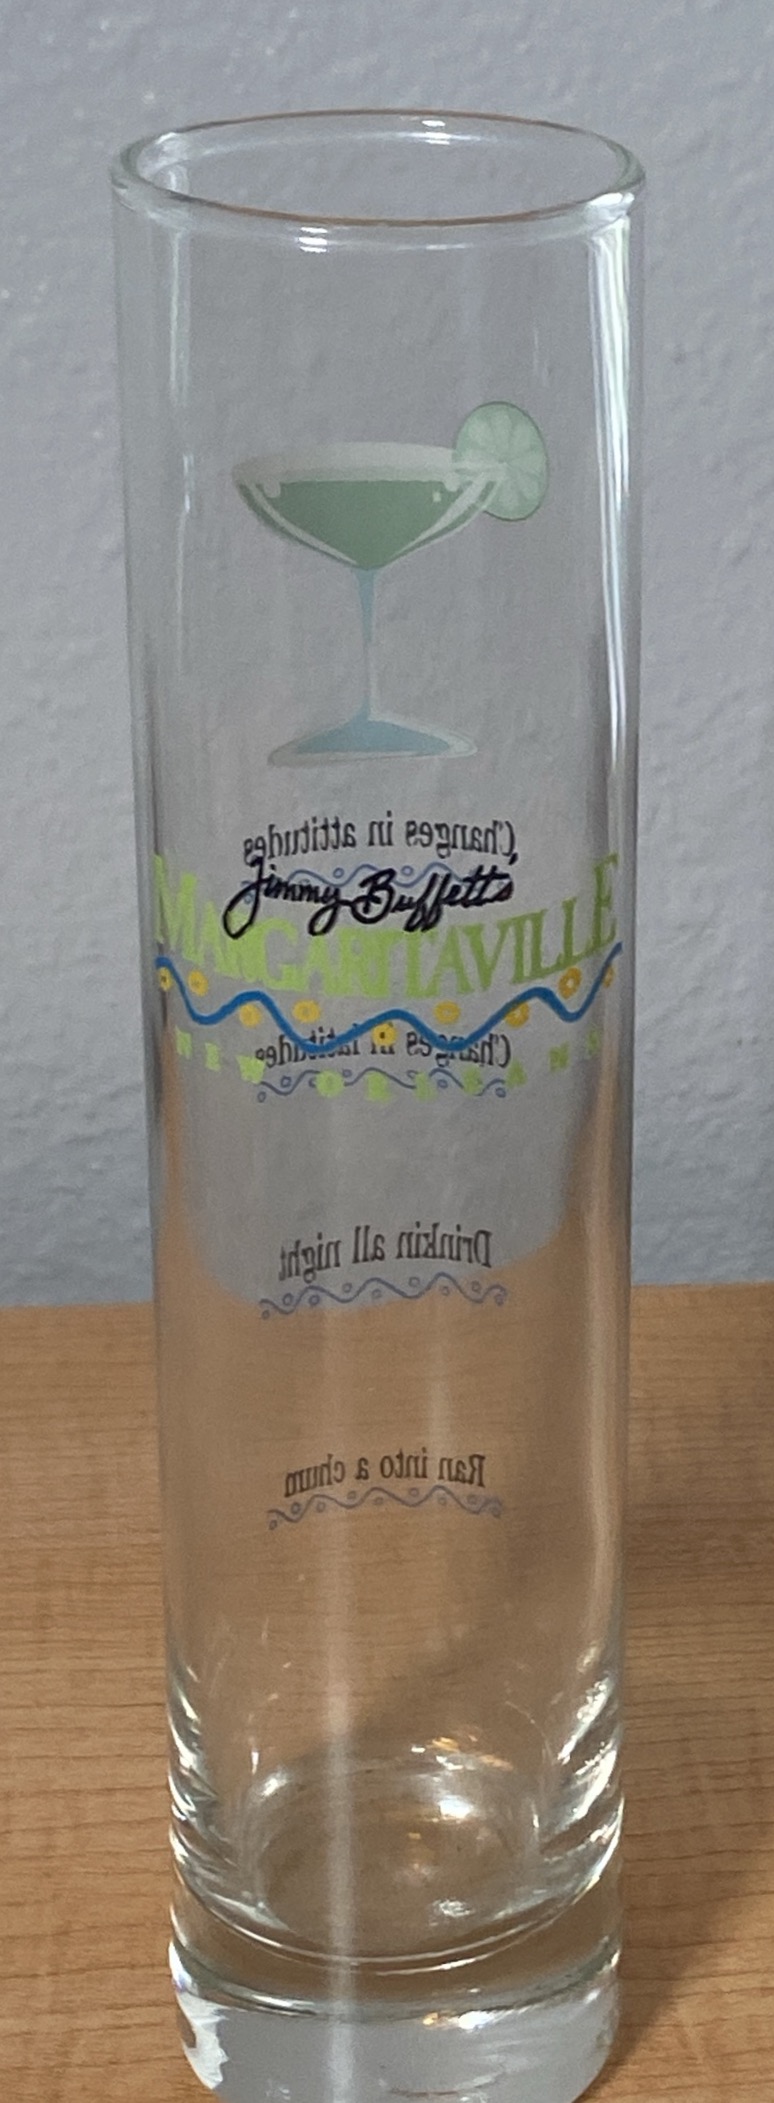 Changes in attitudes
Jimmy Buffett's
MARGARITAVILLE
Changes in latitudes
NEW ORLEANS
Drinkin all night
Ran into a chum